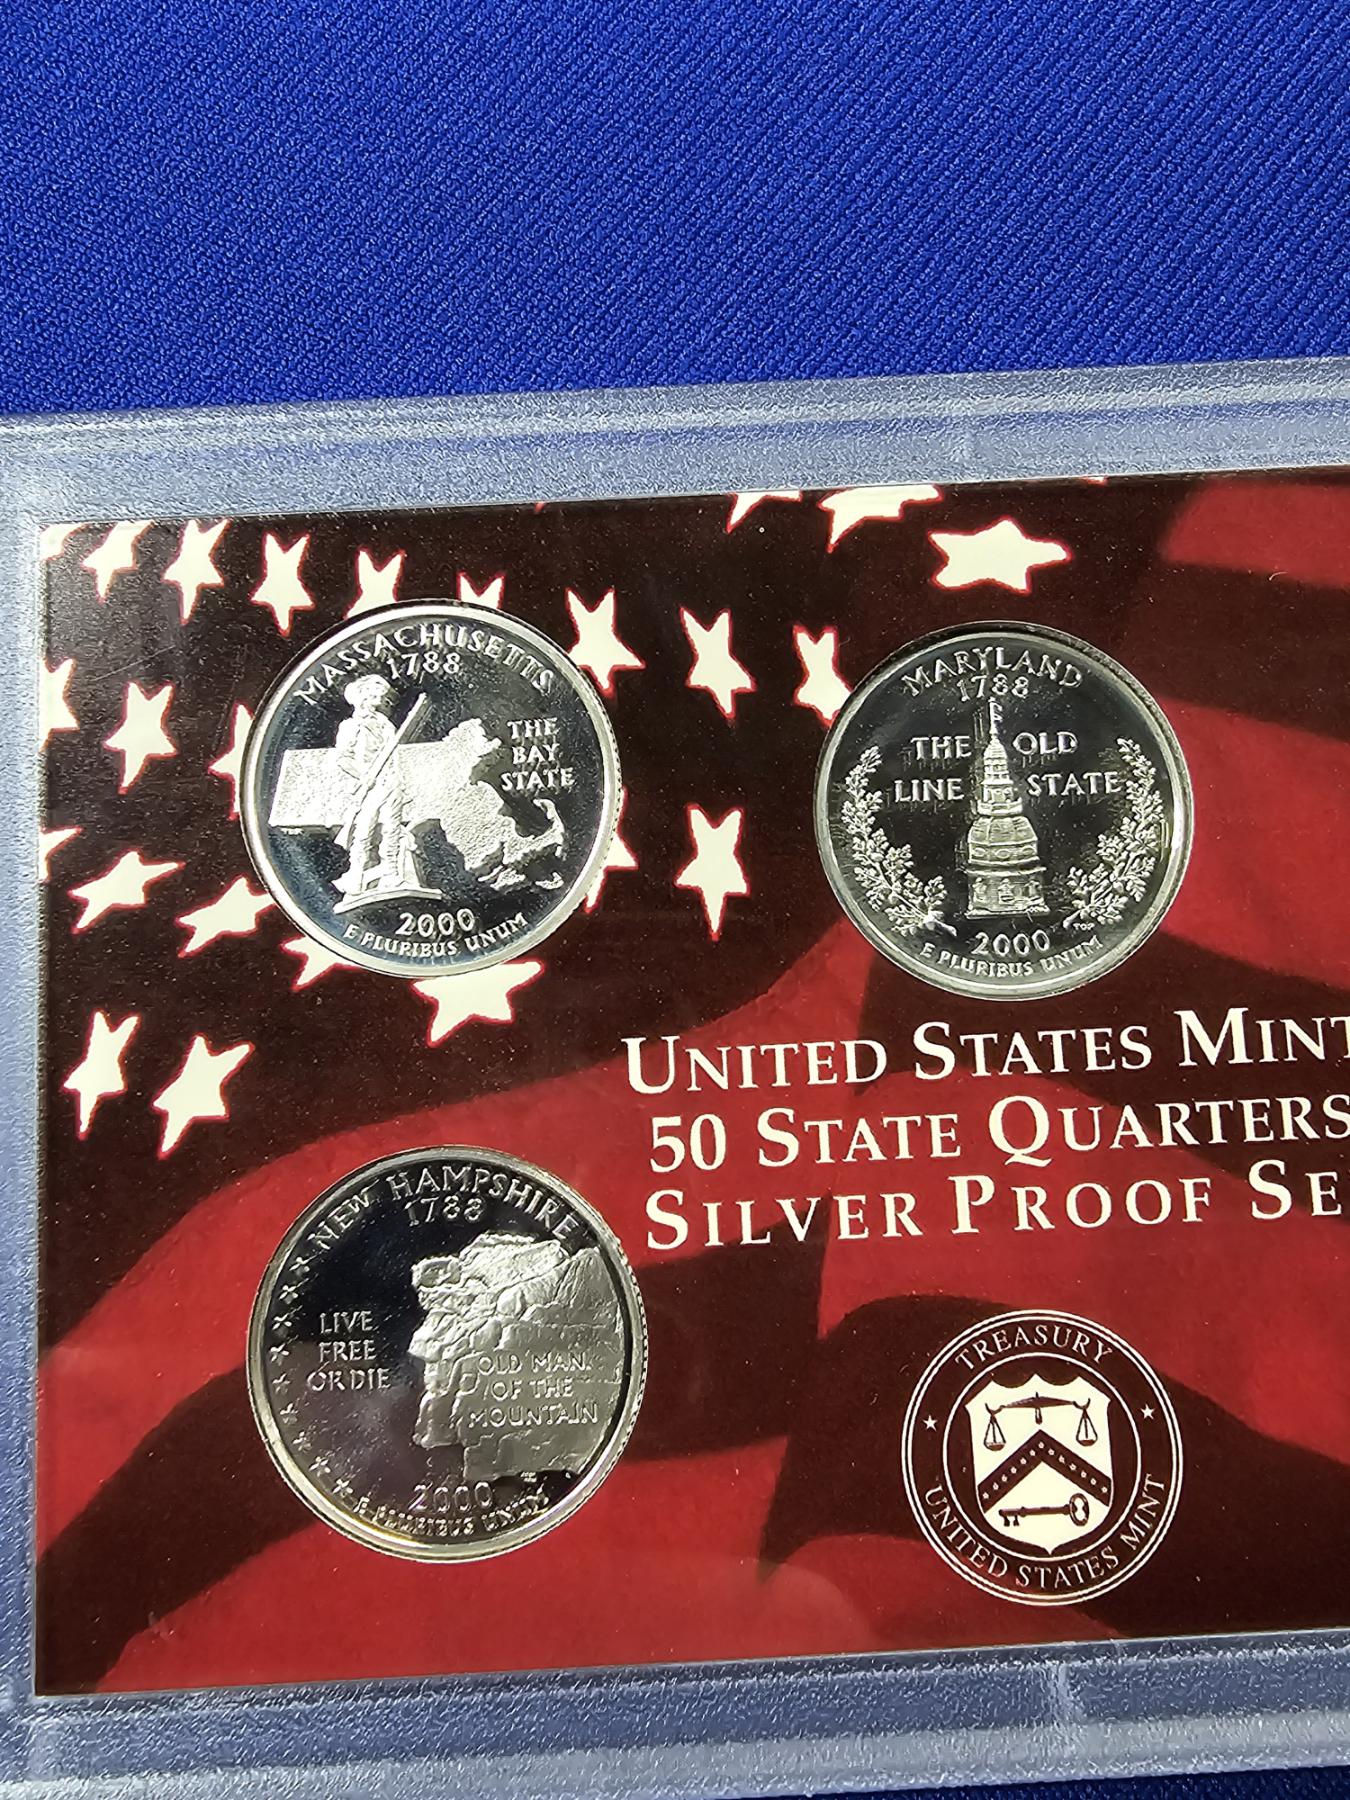 MASSACHUSETTS
1788
THE
BAY
STATE
2000
E PLURIBUS UNUM
MARYLAND
1788
THE OLD
LINE STATE
TOP
2000
E PLURIBUS UNUM
UNITED STATES MINT
50 STATE QUARTERS
SILVER PROOF SE
NEW HAMPSHIRE
1788
LIVE
FREE
OR DIE
OLD MAN
OF THE
MOUNTAIN
2000
E PLURIBUS UNUM
TREASURY
UNITED STATES MINT